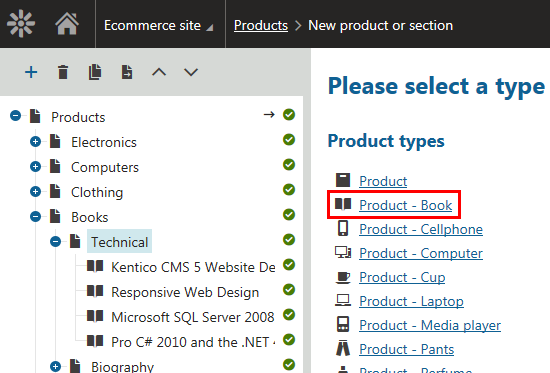 Ecommerce site Products New product or section
Please select a type
Products
Electronics
Computers
Clothing
Books
Technical
Kentico CMS 5 Website De
Responsive Web Design
Microsoft SQL Server 2008
Pro C# 2010 and the .NET 4
Biography
Product types
Product
Product - Book
Product - Cellphone
Product - Computer
Product - Cup
Product - Laptop
Product - Media player
Product - Pants
Product - Perfume